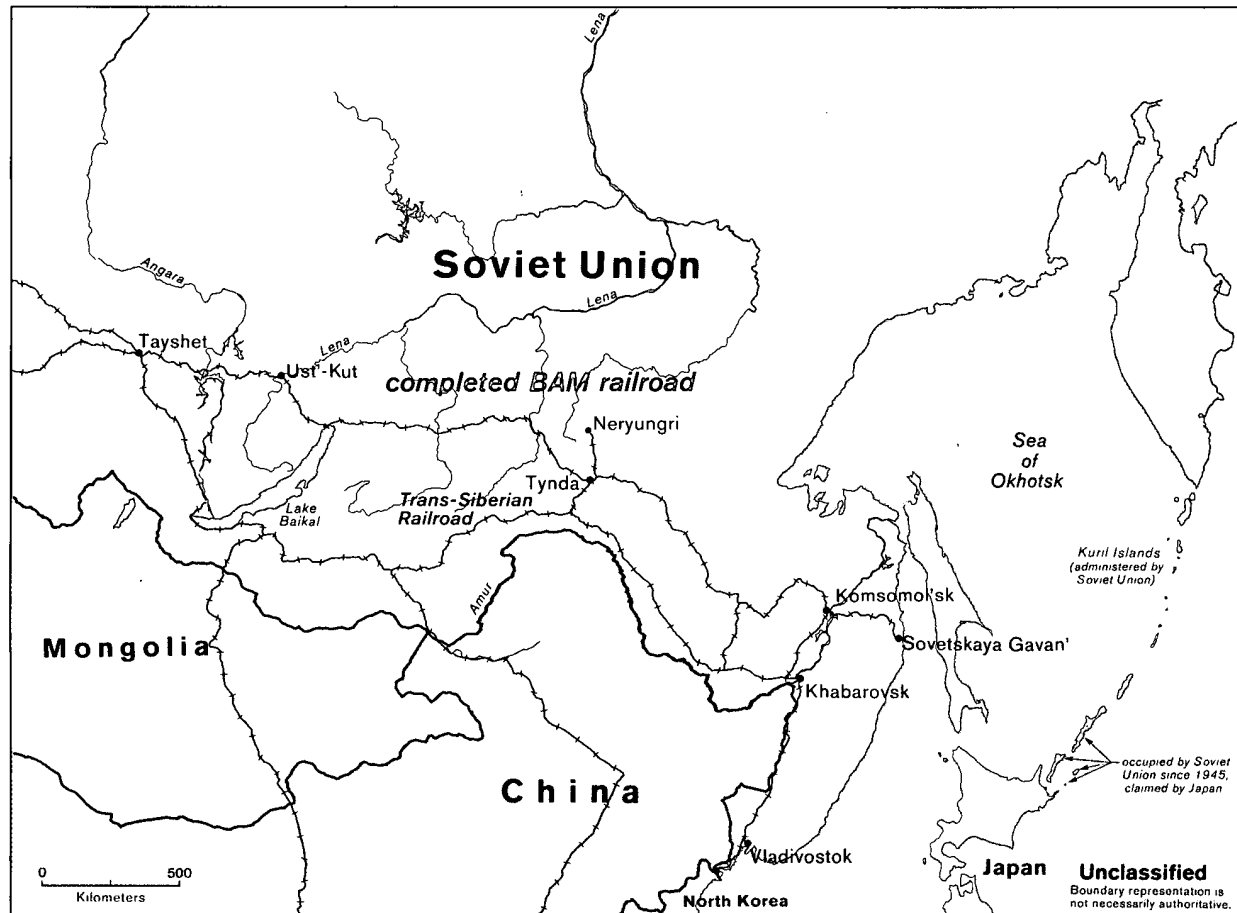 Lena
Soviet Union
Angara
Lena
Tayshet
Lena
Ust'-Kut
completed BAM railroad
Neryungri
Sea
of
Okhotsk
Tynda
Trans-Siberian
Railroad
Lake
Baikal
Kuril Islands
(administered by
Soviet Union)
Amur
Komsomol'sk
Mongolia
Sovetskaya Gavan'
Khabarovsk
occupied by Soviet
Union since 1945,
claimed by Japan
China
Vladivostok
Japan
Unclassified
0 500
Kilometers
North Korea
Boundary representation is
not necessarily authoritative.